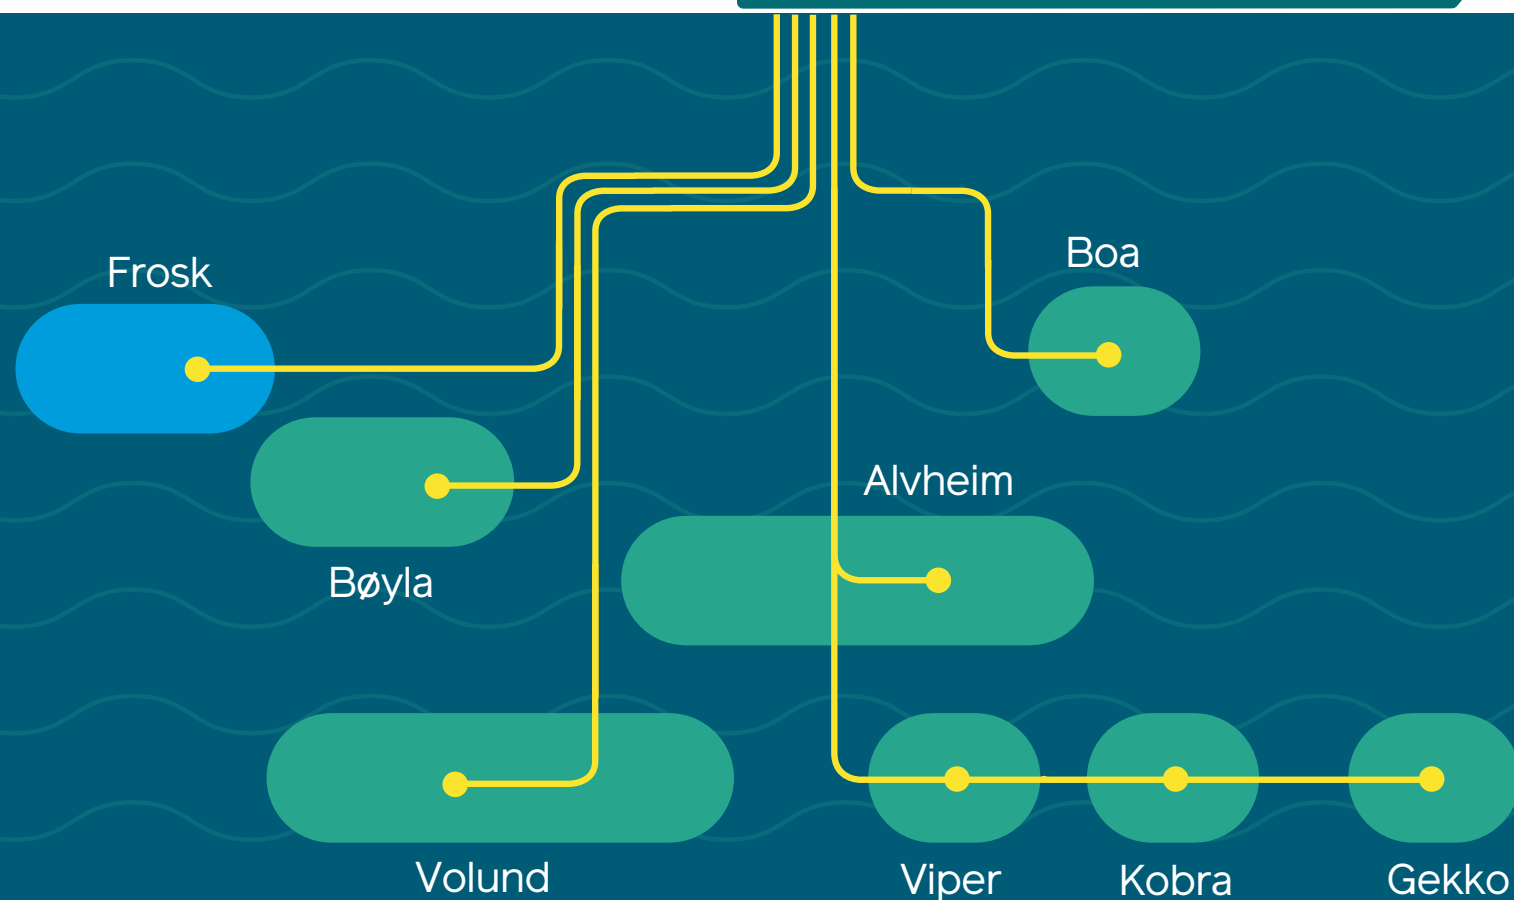 Boa
Frosk
Alvheim
Bøyla
Volund
Viper
Kobra
Gekko